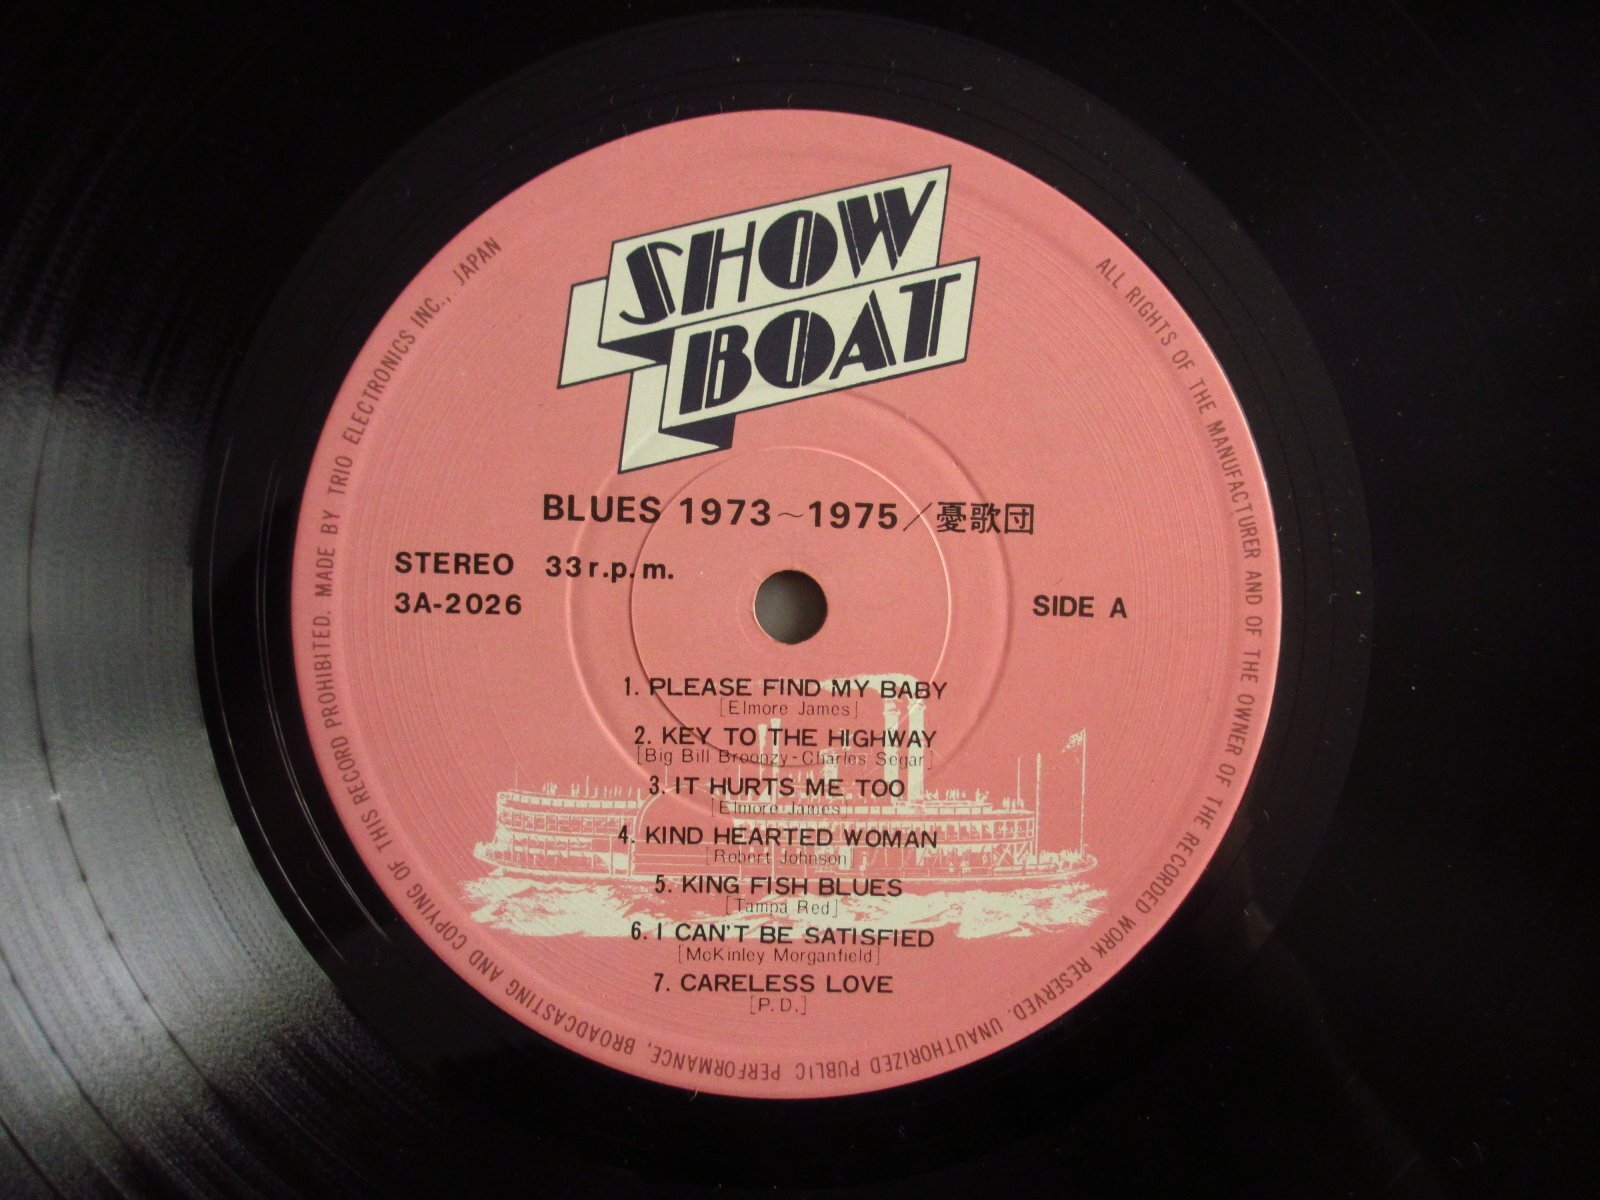 SHOW
BOAT
BLUES 1973~1975/憂歌団
STEREO 33 r.p.m.
3A-2026
SIDE A
1. PLEASE FIND MY BABY
[Elmore James]
2. KEY TO THE HIGHWAY
[Big Bill Broonzy-Charles Segar]
3. IT HURTS ME TOO
[Elmore James]
4. KIND HEARTED WOMAN
[Robert Johnson]
5. KING FISH BLUES
[Tampa Red]
6. I CAN'T BE SATISFIED
[McKinley Morganfield]
7. CARELESS LOVE
[P.D.]
ALL RIGHTS OF THE MANUFACTURER AND OF THE OWNER OF THE RECORDED WORK RESERVED. UNAUTHORIZED PUBLIC PERFORMANCE, BROADCASTING AND COPYING OF THIS RECORD PROHIBITED. MADE BY TRIO ELECTRONICS INC., JAPAN